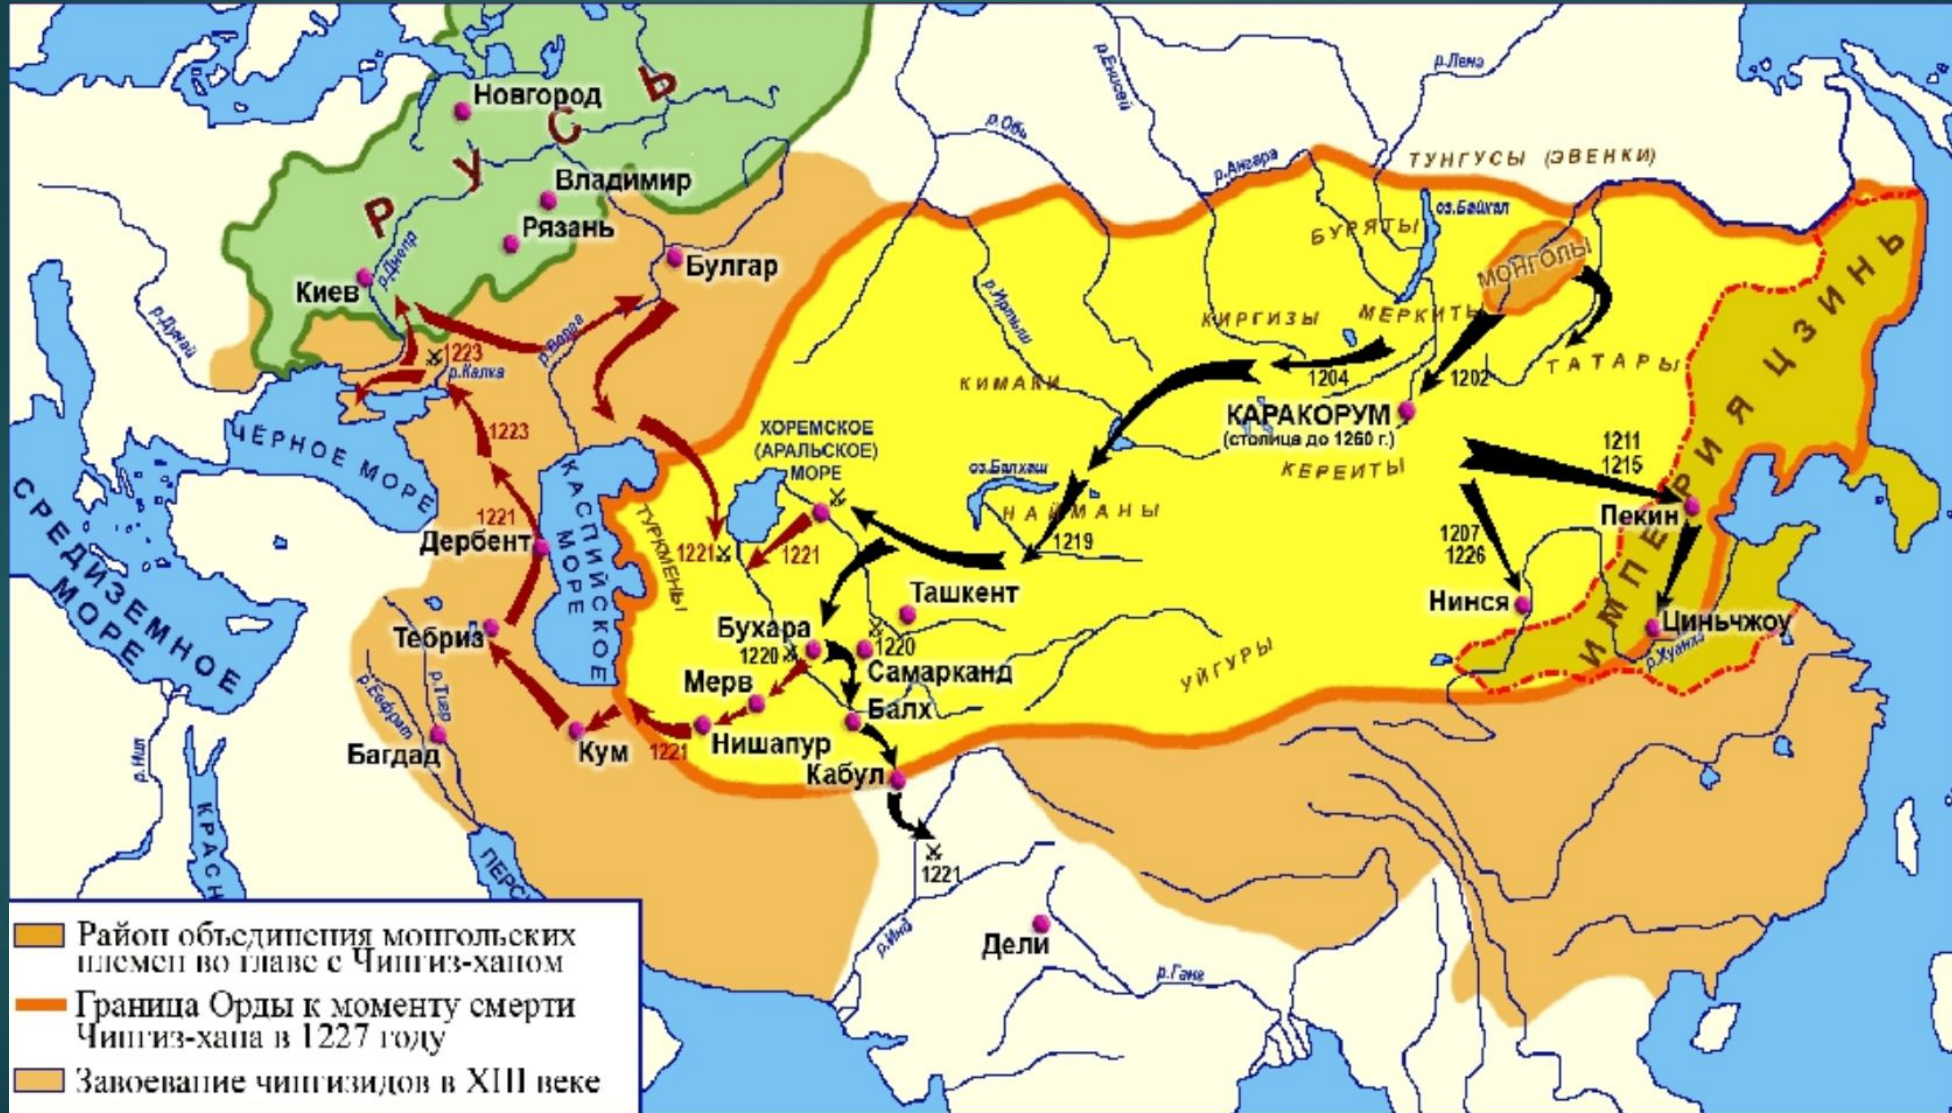 Новгород
РУСЬ
Владимир
Рязань
Киев
р.Днепр
Булгар
р.Волга
р.Дунай
1223
р.Калка
1223
1221
ЧЁРНОЕ МОРЕ
СРЕДИЗЕМНОЕ
МОРЕ
КАСПИЙСКОЕ
МОРЕ
Дербент
Тебриз
р.Тигр
р.Евфрат
Багдад
р.Нил
КРАСН
ПЕРС
Кум
1221
Нишапур
Мерв
Бухара
1220
Самарканд
1220
Ташкент
Балх
Кабул
1221
Дели
р.Инд
р.Ганг
ТУРКМЕНЫ
1221
1221
ХОРЕМСКОЕ
(АРАЛЬСКОЕ)
МОРЕ
оз.Балхаш
НАЙМАНЫ
1219
КИМАКИ
р.Иртыш
р.Обь
р.Енисей
р.Ангара
р.Лена
ТУНГУСЫ (ЭВЕНКИ)
оз.Байкал
БУРЯТЫ
МОНГОЛЫ
КИРГИЗЫ
МЕРКИТЫ
1204
1202
ТАТАРЫ
КАРАКОРУМ
(столица до 1260 г.)
КЕРЕИТЫ
УЙГУРЫ
1211
1215
Пекин
1207
1226
Нинся
Циньчжоу
р.Хуанхэ
ИМПЕРИЯ ЦЗИНЬ
Район объединения монгольских
племен во главе с Чингиз-ханом
Граница Орды к моменту смерти
Чингиз-хана в 1227 году
Завоевание чингизидов в XIII веке